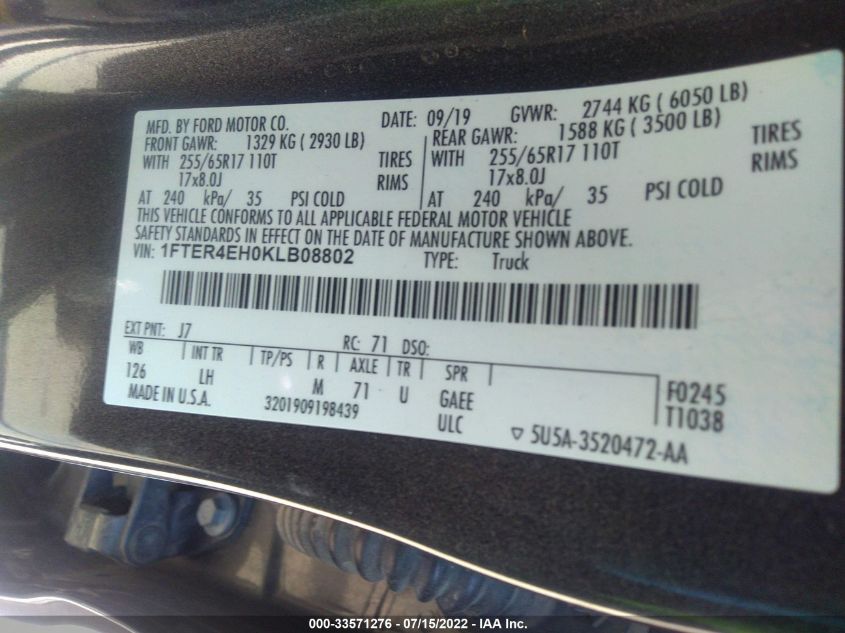 MFD. BY FORD MOTOR CO. DATE: 09/19 GVWR: 2744 KG ( 6050 LB)
FRONT GAWR: 1329 KG ( 2930 LB) REAR GAWR: 1588 KG ( 3500 LB)
WITH 255/65R17 110T TIRES WITH 255/65R17 110T TIRES
17x8.0J RIMS 17x8.0J RIMS
AT 240 kPa/ 35 PSI COLD AT 240 kPa/ 35 PSI COLD
THIS VEHICLE CONFORMS TO ALL APPLICABLE FEDERAL MOTOR VEHICLE
SAFETY STANDARDS IN EFFECT ON THE DATE OF MANUFACTURE SHOWN ABOVE.
VIN: 1FTER4EH0KLB08802 TYPE: Truck
EXT PNT: J7 RC: 71 DSO:
WB INT TR TP/PS R AXLE TR SPR
126 LH M 71 U GAEE F0245
MADE IN U.S.A. 3201909198439 ULC T1038
▽ 5U5A-3520472-AA
000-33571276 - 07/15/2022 - IAA Inc.